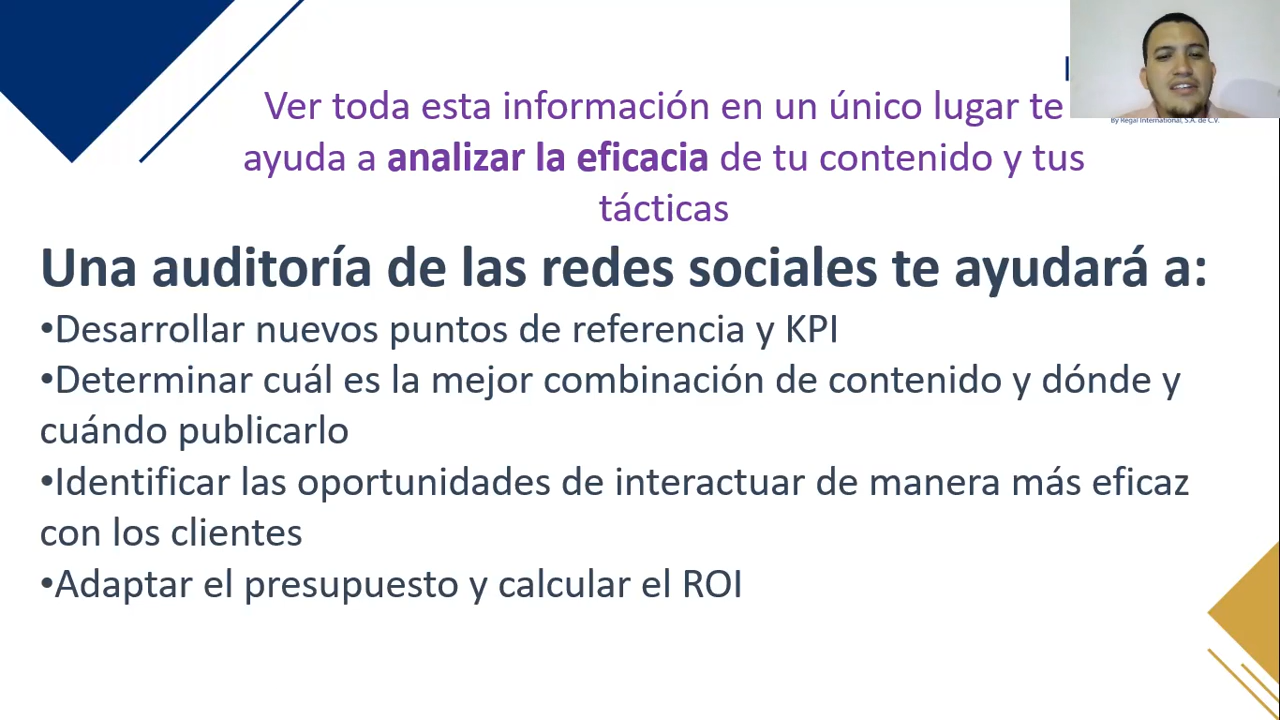 Ver toda esta información en un único lugar te
ayuda a analizar la eficacia de tu contenido y tus
tácticas
By Regal International, S.A. de C.V.
Una auditoría de las redes sociales te ayudará a:
•Desarrollar nuevos puntos de referencia y KPI
•Determinar cuál es la mejor combinación de contenido y dónde y
cuándo publicarlo
•Identificar las oportunidades de interactuar de manera más eficaz
con los clientes
•Adaptar el presupuesto y calcular el ROI